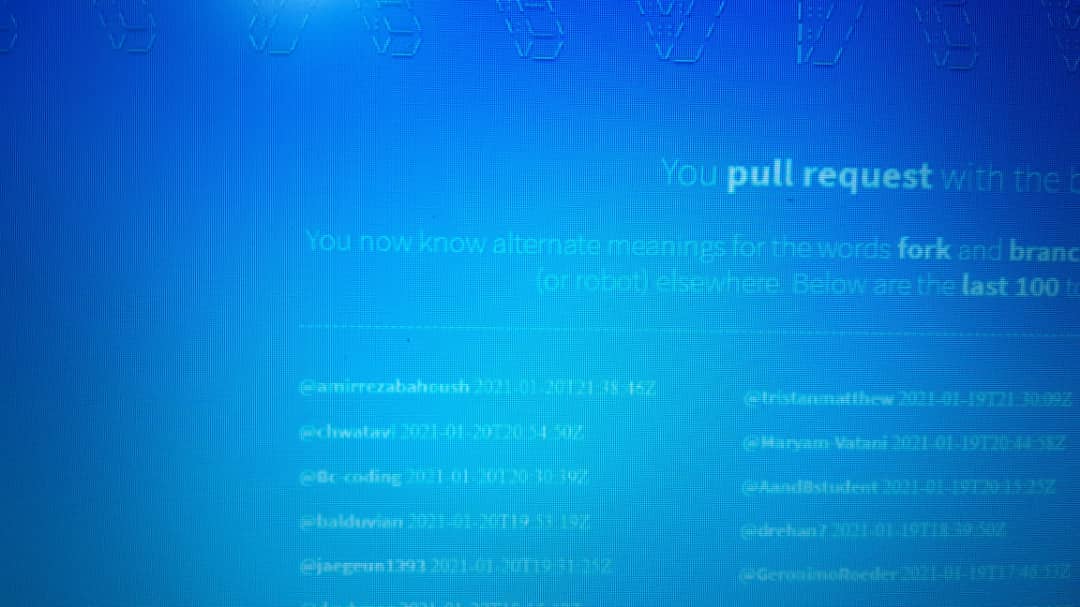 You pull request with the b
You now know alternate meanings for the words fork and branc
(or robot) elsewhere. Below are the last 100 to
@amirrezabahoush 2021-01-20T21:38:46Z
@chwatavi 2021-01-20T20:54:50Z
@Bc-coding 2021-01-20T20:30:39Z
@balduvian 2021-01-20T19:53:19Z
@jaegeun1393 2021-01-20T19:31:25Z
@tristanmatthew 2021-01-19T21:30:09Z
@Maryam-Vatani 2021-01-19T20:44:58Z
@AandBstudent 2021-01-19T20:15:25Z
@drehan7 2021-01-19T18:39:50Z
@GeronimoRoeder 2021-01-19T17:46:53Z